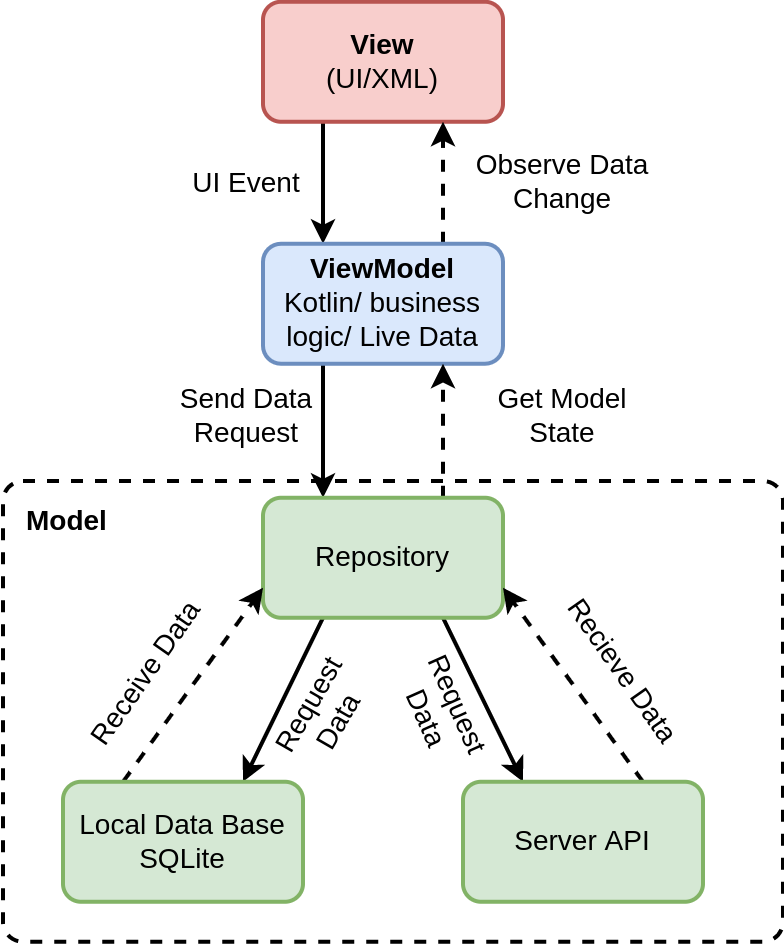 View
(UI/XML)
UI Event
Observe Data
Change
ViewModel
Kotlin/ business
logic/ Live Data
Send Data
Request
Get Model
State
Model
Repository
Receive Data
Request
Data
Request
Data
Recieve Data
Local Data Base
SQLite
Server API